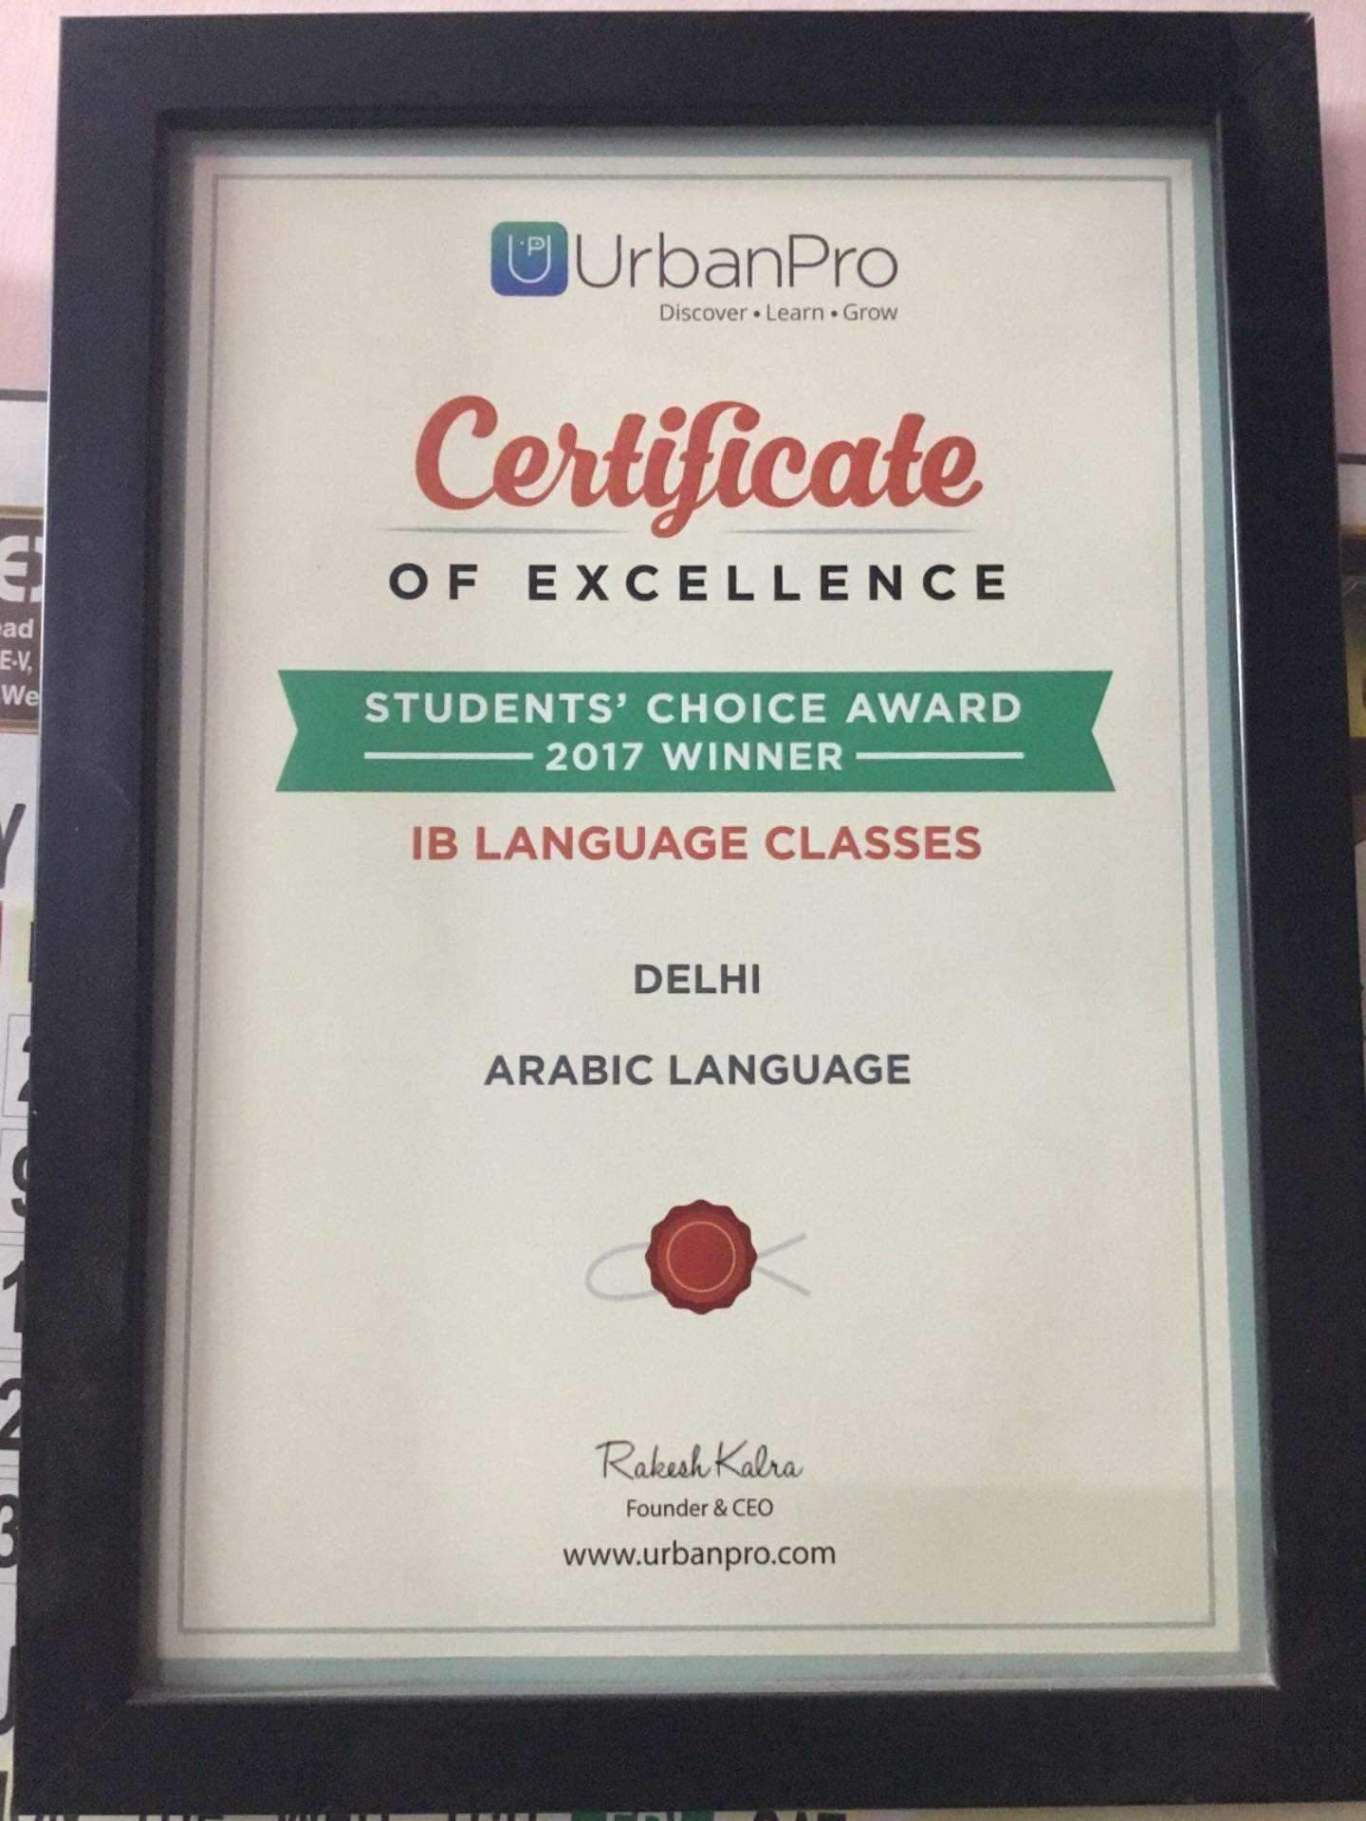 UP UrbanPro
Discover • Learn • Grow
Certificate
OF EXCELLENCE
STUDENTS’ CHOICE AWARD
2017 WINNER
IB LANGUAGE CLASSES
DELHI
ARABIC LANGUAGE
Rakesh Kalra
Founder & CEO
www.urbanpro.com